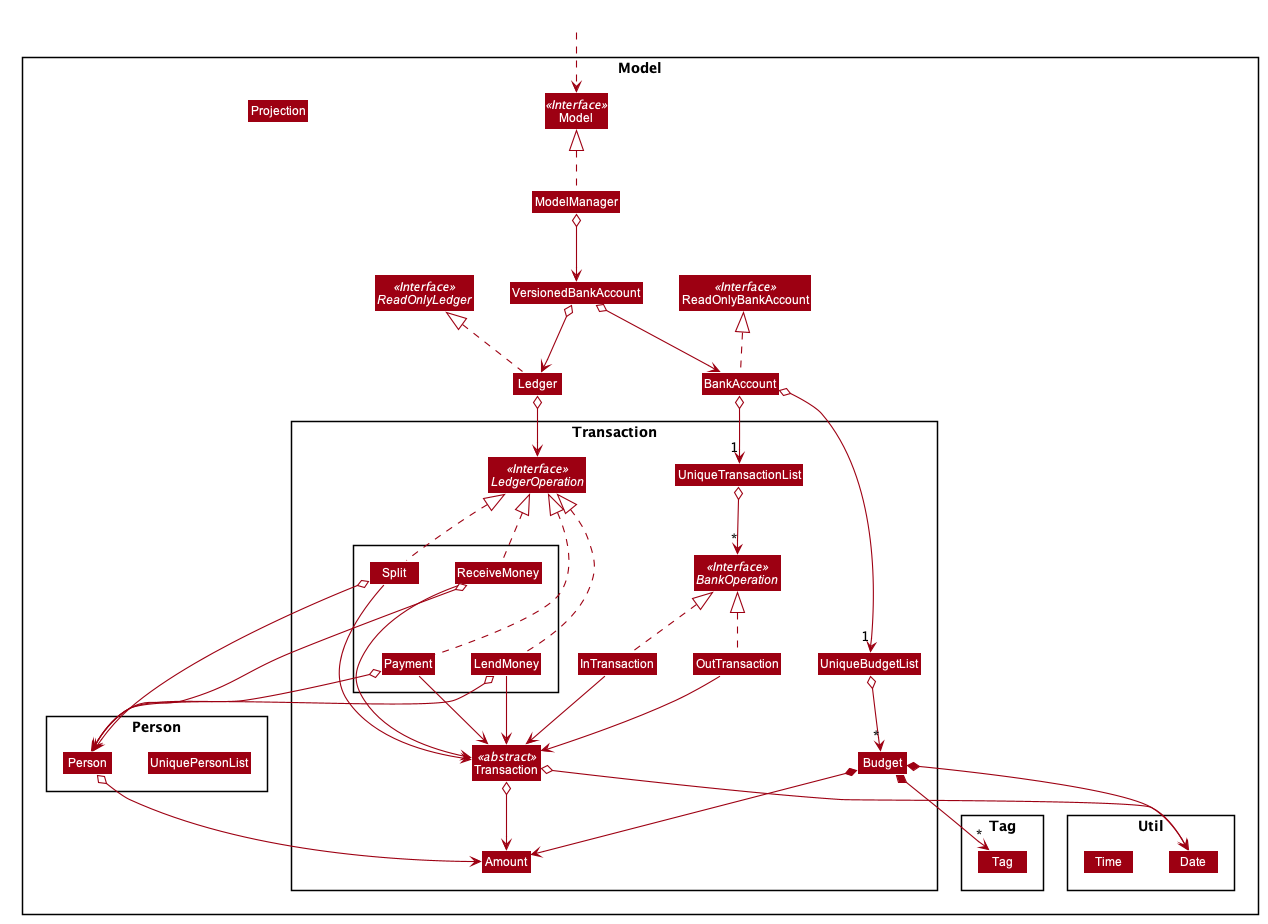 Model
«Interface»
Model
Projection
ModelManager
«Interface»
ReadOnlyLedger
VersionedBankAccount
«Interface»
ReadOnlyBankAccount
Ledger
BankAccount
Transaction
1
«Interface»
LedgerOperation
UniqueTransactionList
*
«Interface»
BankOperation
Split
ReceiveMoney
1
Payment
LendMoney
InTransaction
OutTransaction
UniqueBudgetList
Person
*
Person
UniquePersonList
«abstract»
Transaction
Budget
Tag
Util
*
Amount
Tag
Time
Date